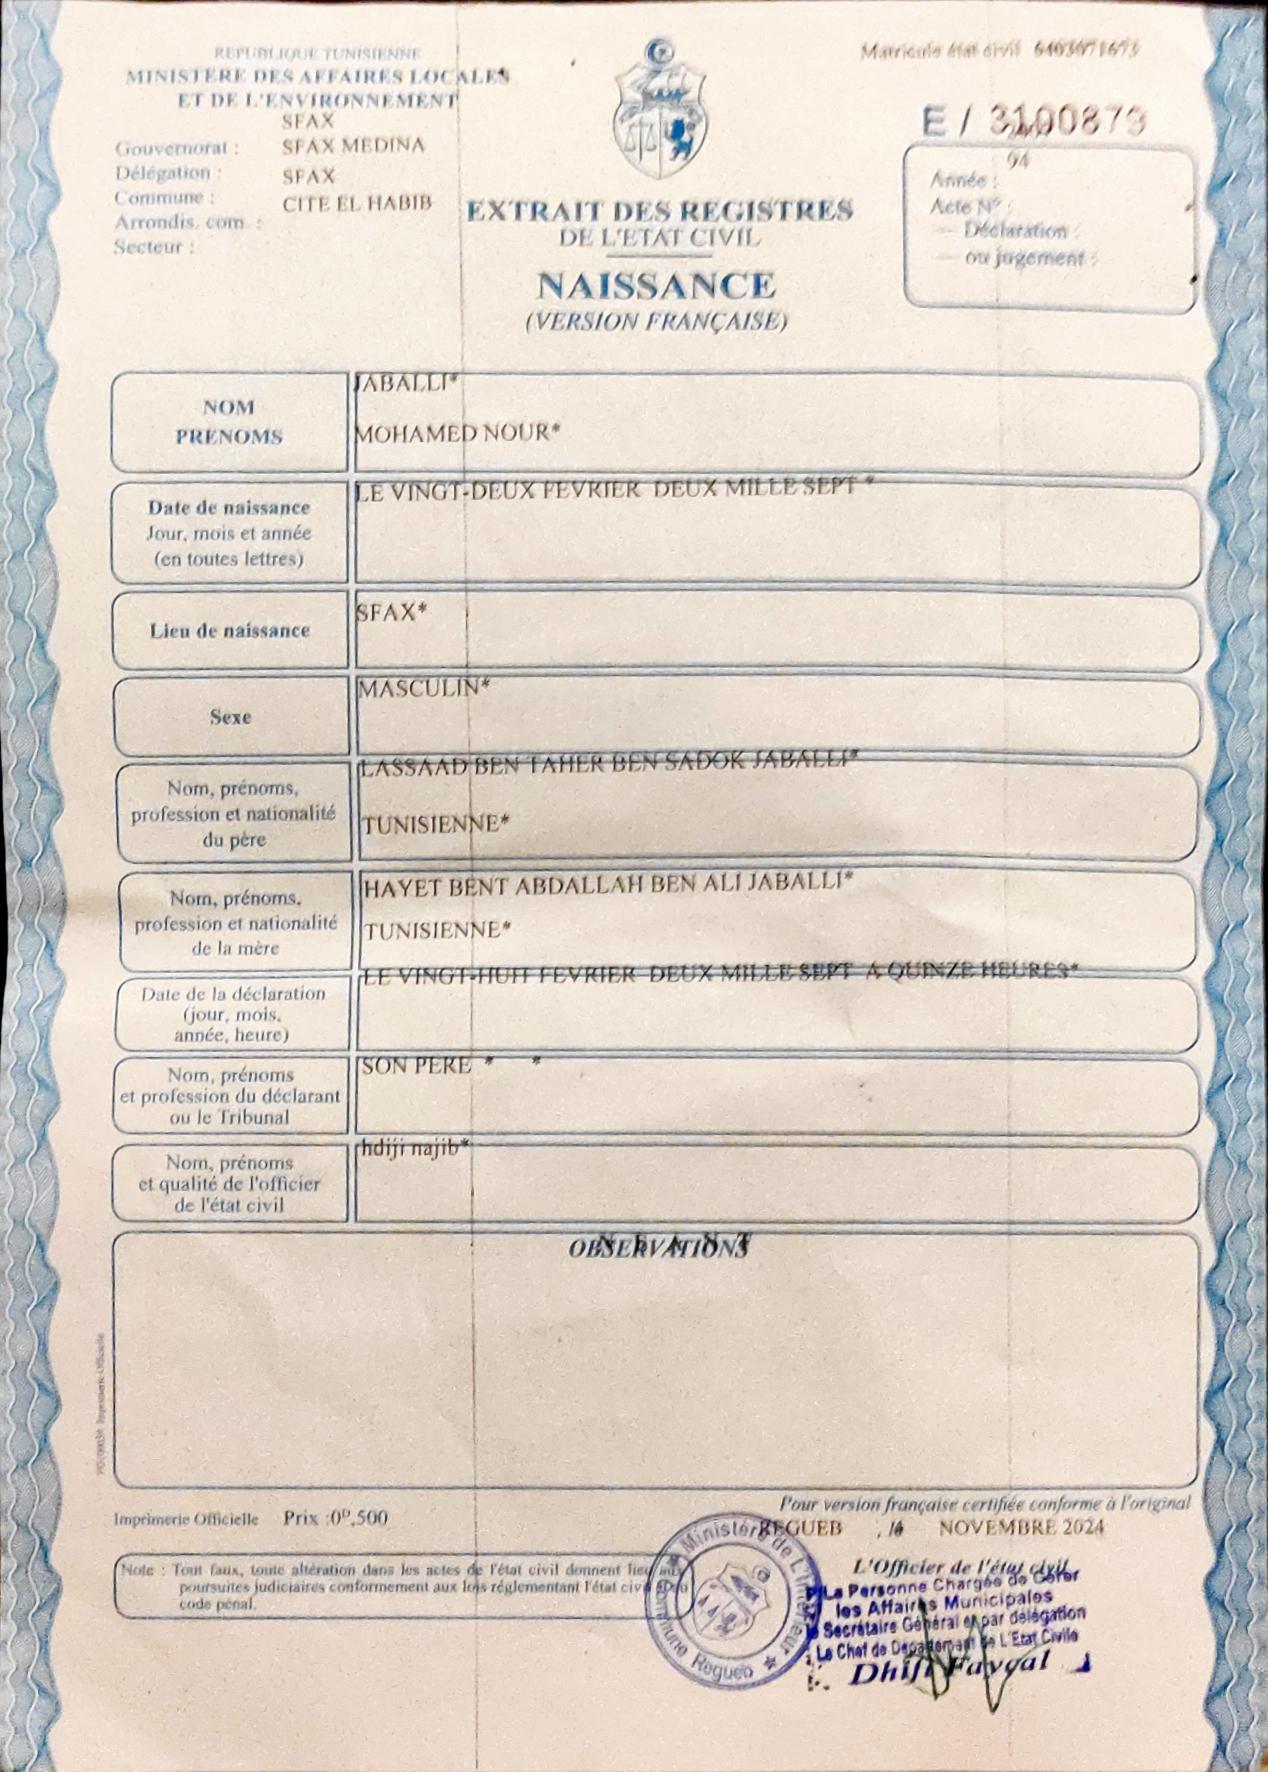 REPUBLIQUE TUNISIENNE
MINISTERE DES AFFAIRES LOCALES
ET DE L'ENVIRONNEMENT
SFAX
Gouvernorat : SFAX MEDINA
Délégation : SFAX
Commune : CITE EL HABIB
Arrondis. com. :
Secteur :
Matricule état civil 6403071673
E / 3100879
94
Année :
Acte N° :
— Déclaration :
— ou jugement :
EXTRAIT DES REGISTRES
DE L'ETAT CIVIL
NAISSANCE
(VERSION FRANÇAISE)
NOM
PRENOMS
JABALLI*
MOHAMED NOUR*
Date de naissance
Jour, mois et année
(en toutes lettres)
LE VINGT-DEUX FEVRIER DEUX MILLE SEPT *
Lieu de naissance
SFAX*
Sexe
MASCULIN*
Nom, prénoms,
profession et nationalité
du père
LASSAAD BEN TAHER BEN SADOK JABALLI*
TUNISIENNE*
Nom, prénoms,
profession et nationalité
de la mère
HAYET BENT ABDALLAH BEN ALI JABALLI*
TUNISIENNE*
Date de la déclaration
(jour, mois,
année, heure)
LE VINGT-HUIT FEVRIER DEUX MILLE SEPT A QUINZE HEURES*
Nom, prénoms
et profession du déclarant
ou le Tribunal
SON PERE * *
Nom, prénoms
et qualité de l'officier
de l'état civil
hdiji najib*
OBSERVATIONS
N E A N T
Imprimerie Officielle Prix :0ᴰ,500
Note : Tout faux, toute altération dans les actes de l'état civil donnent lieu aux
poursuites judiciaires conformement aux lois réglementant l'état civil
code pénal.
Pour version française certifiée conforme à l'original
REGUEB , NOVEMBRE 2024
L'Officier de l'état civil
La Personne Chargée de Gérer
les Affaires Municipales
Secrétaire Général et par délégation
Le Chef de Département de L'Etat Civile
Faycal
Ministère de L'Intérieur
Commune Regueb